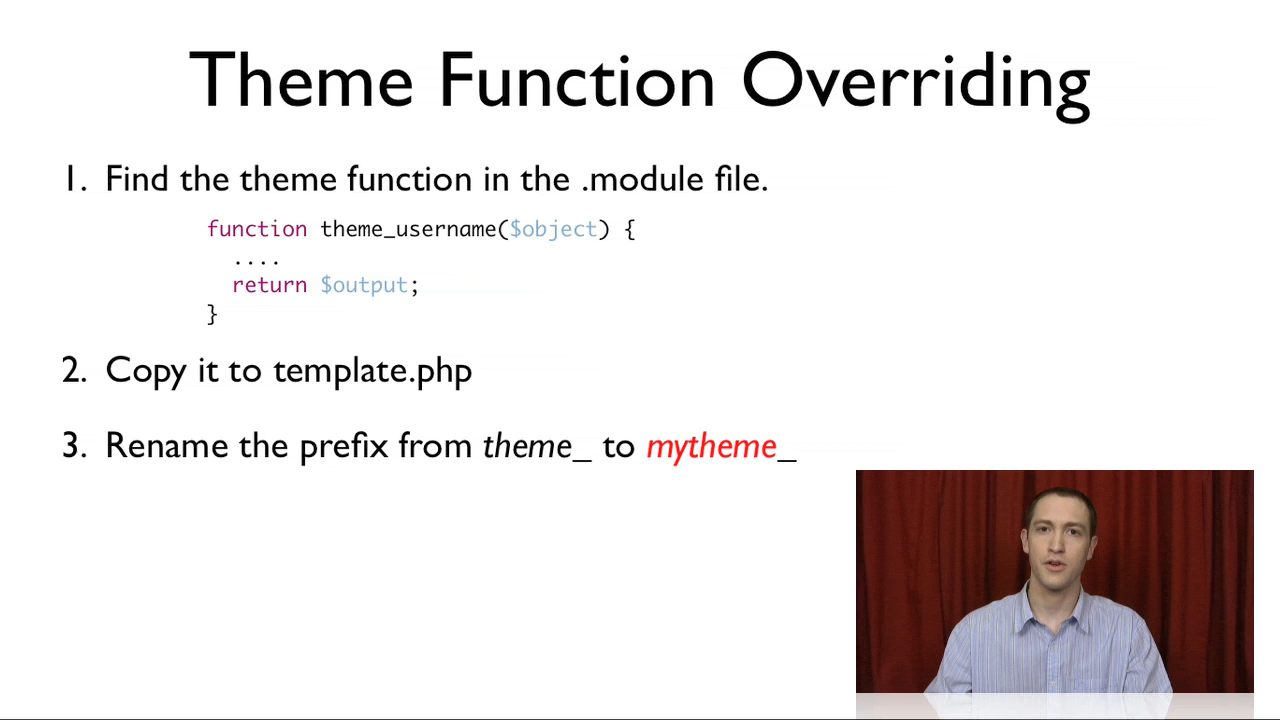 Theme Function Overriding
1. Find the theme function in the .module file.
function theme_username($object) {
....
return $output;
}
2. Copy it to template.php
3. Rename the prefix from theme_ to mytheme_